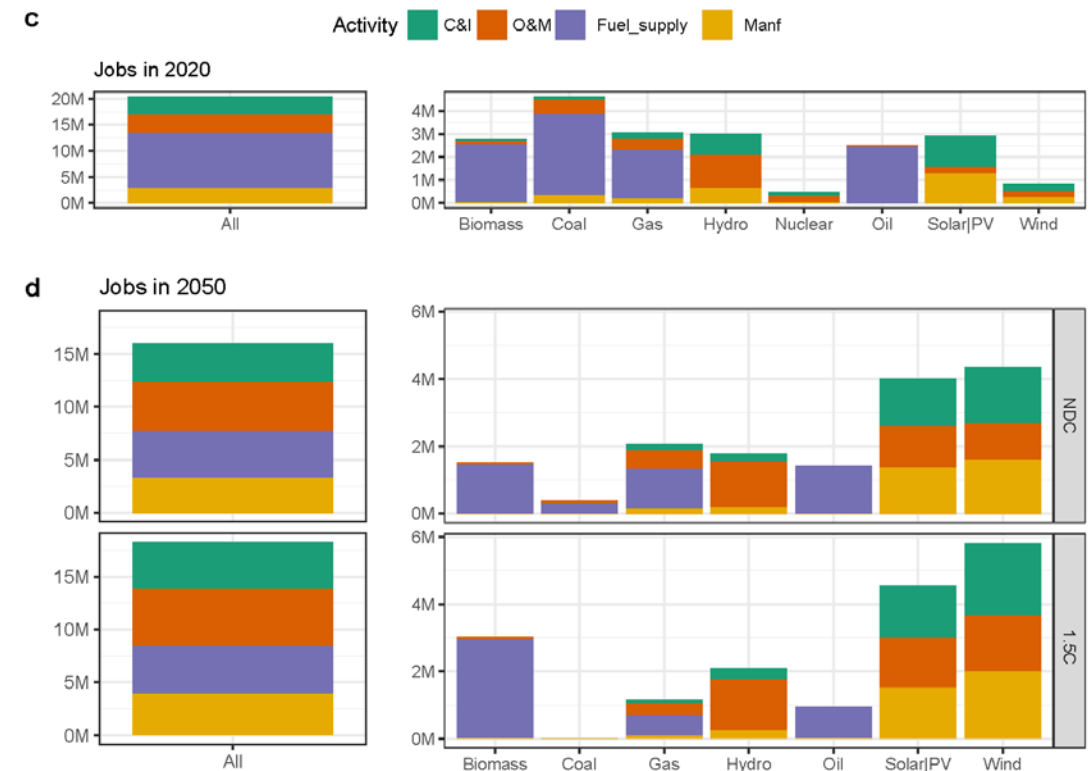 c
Activity C&I O&M Fuel_supply Manf
Jobs in 2020
20M
15M
10M
5M
0M
All
4M
3M
2M
1M
0M
Biomass Coal Gas Hydro Nuclear Oil Solar|PV Wind
d
Jobs in 2050
15M
10M
5M
0M
6M
4M
2M
0M
NDC
15M
10M
5M
0M
All
6M
4M
2M
0M
1.5C
Biomass Coal Gas Hydro Oil Solar|PV Wind